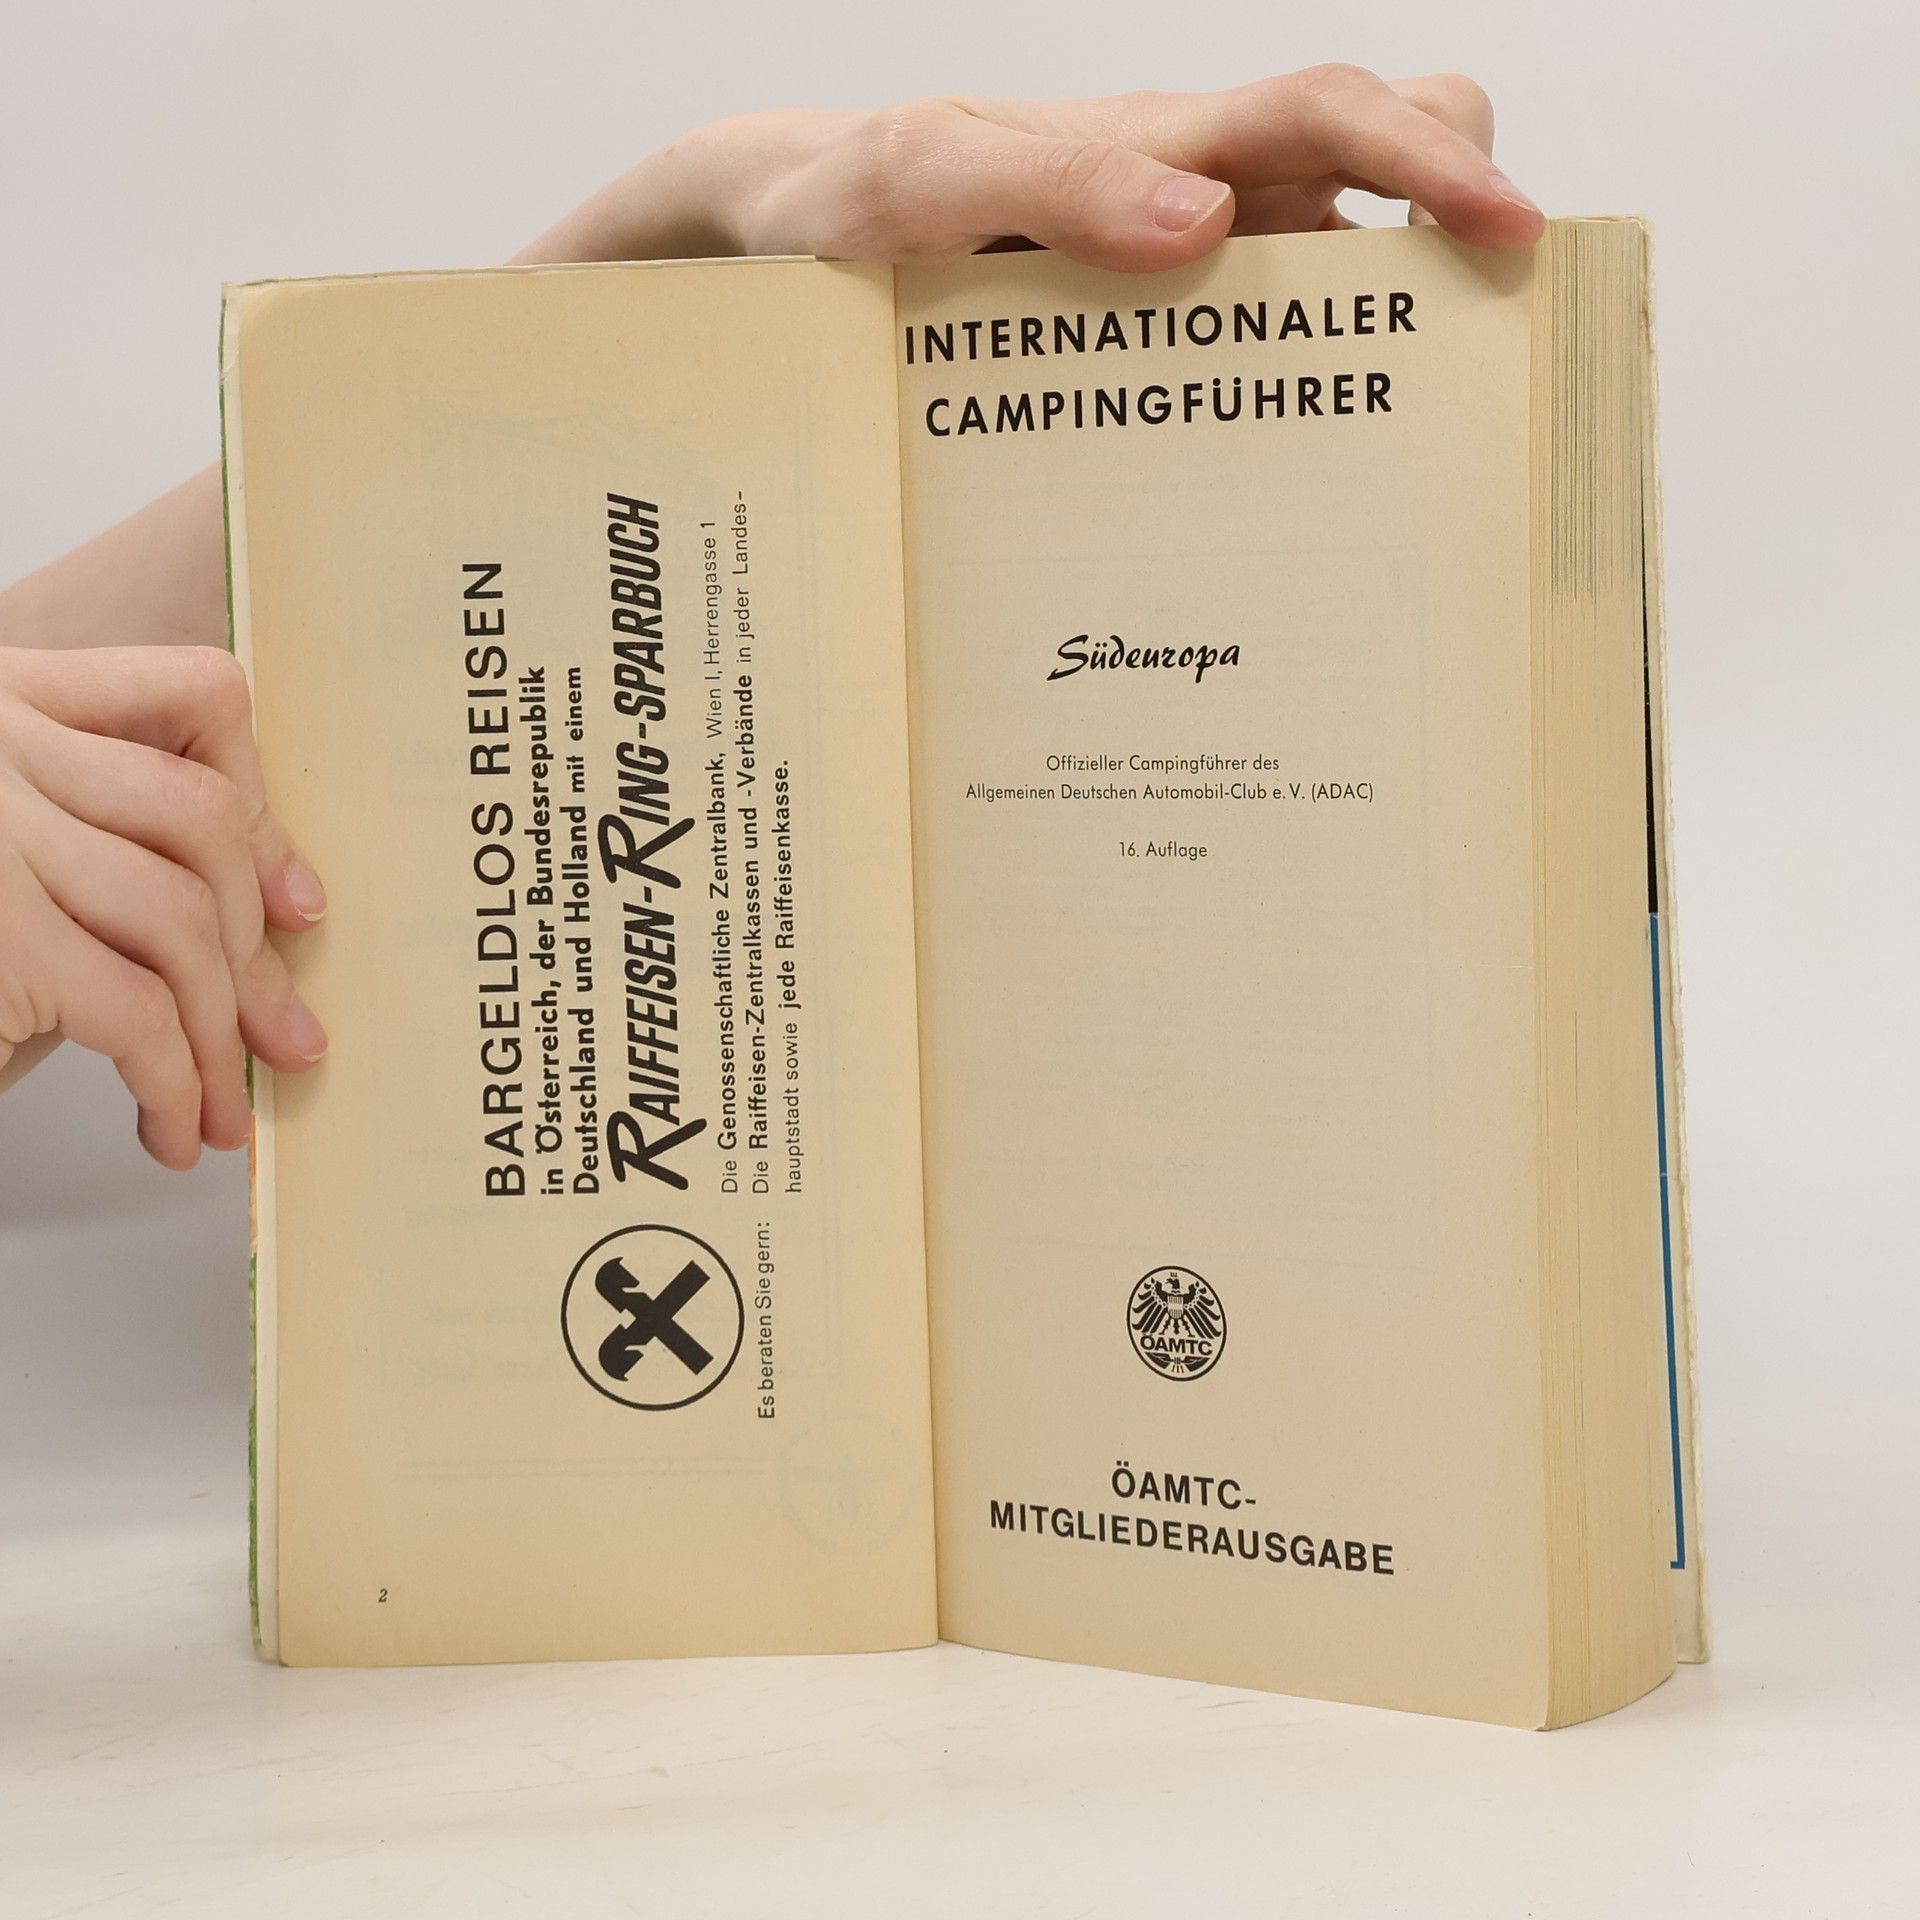 BARGELDLOS REISEN
in Österreich, der Bundesrepublik
Deutschland und Holland mit einem
RAIFFEISEN-RING-SPARBUCH
Es beraten Sie gern:
Die Genossenschaftliche Zentralbank, Wien I, Herrengasse 1
Die Raiffeisen-Zentralkassen und -Verbände in jeder Landes-
hauptstadt sowie jede Raiffeisenkasse.
2
INTERNATIONALER
CAMPINGFÜHRER
Südeuropa
Offizieller Campingführer des
Allgemeinen Deutschen Automobil-Club e. V. (ADAC)
16. Auflage
ÖAMTC
ÖAMTC-
MITGLIEDERAUSGABE